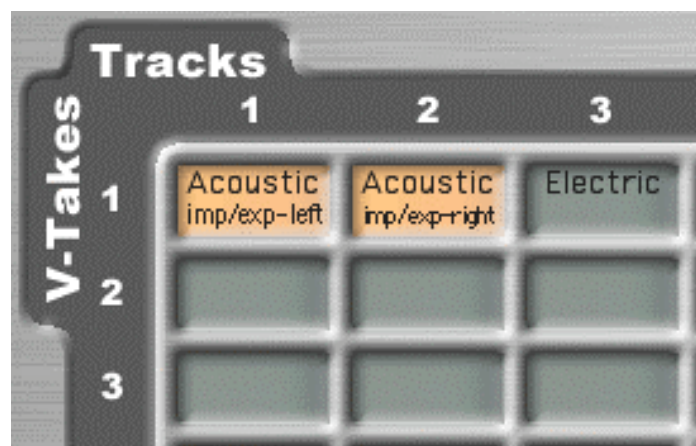 Tracks
V-Takes
1 2 3
1 Acoustic Acoustic Electric
imp/exp-left imp/exp-right
2
3